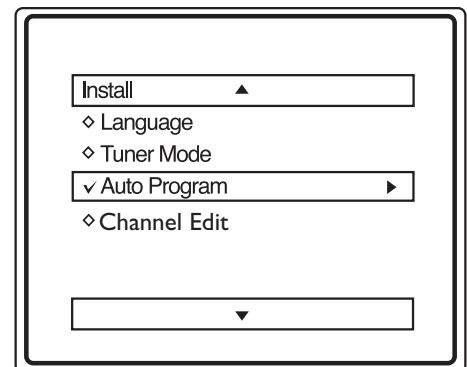 Install ▲
◇ Language
◇ Tuner Mode
✓ Auto Program ▶
◇ Channel Edit
▼